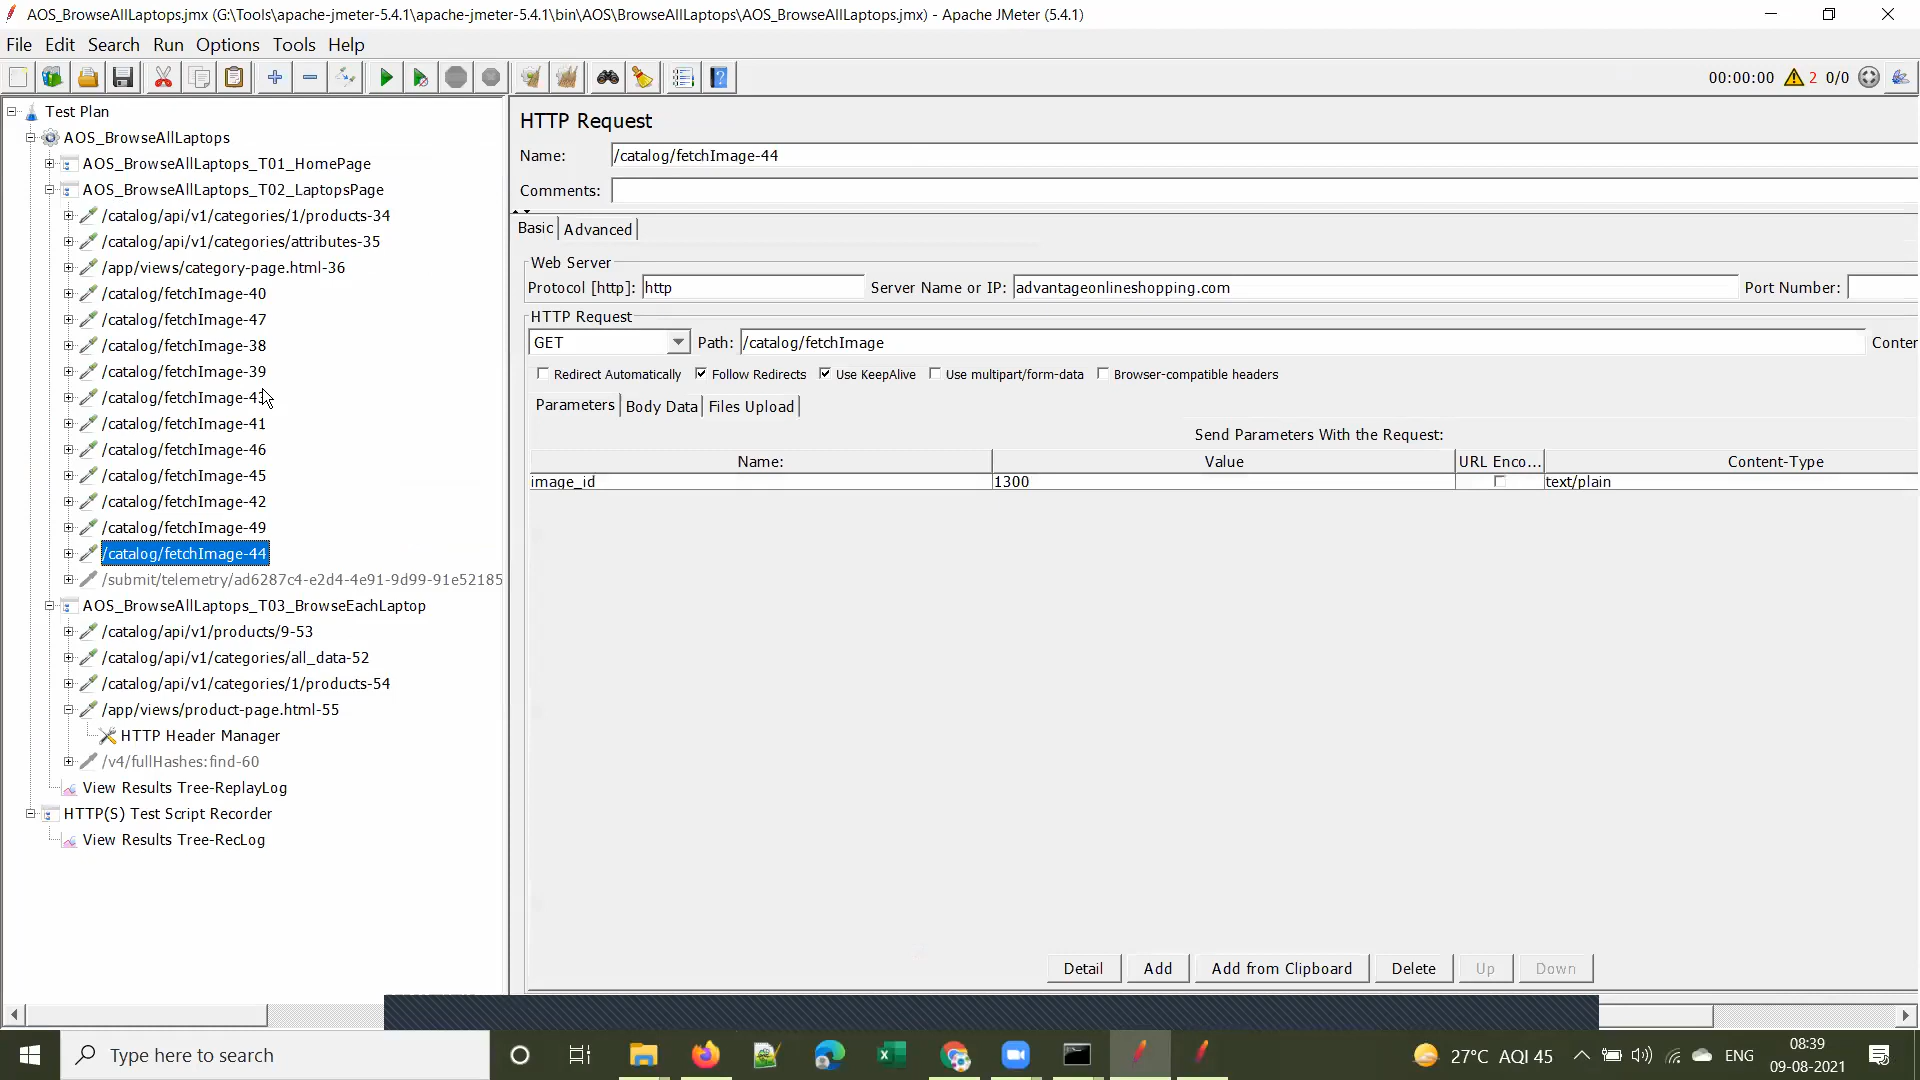 AOS_BrowseAllLaptops.jmx (G:\Tools\apache-jmeter-5.4.1\apache-jmeter-5.4.1\bin\AOS\BrowseAllLaptops\AOS_BrowseAllLaptops.jmx) - Apache JMeter (5.4.1)
File Edit Search Run Options Tools Help
00:00:00 2 0/0
Test Plan
AOS_BrowseAllLaptops
AOS_BrowseAllLaptops_T01_HomePage
AOS_BrowseAllLaptops_T02_LaptopsPage
/catalog/api/v1/categories/1/products-34
/catalog/api/v1/categories/attributes-35
/app/views/category-page.html-36
/catalog/fetchImage-40
/catalog/fetchImage-47
/catalog/fetchImage-38
/catalog/fetchImage-39
/catalog/fetchImage-43
/catalog/fetchImage-41
/catalog/fetchImage-46
/catalog/fetchImage-45
/catalog/fetchImage-42
/catalog/fetchImage-49
/catalog/fetchImage-44
/submit/telemetry/ad6287c4-e2d4-4e91-9d99-91e52185
AOS_BrowseAllLaptops_T03_BrowseEachLaptop
/catalog/api/v1/products/9-53
/catalog/api/v1/categories/all_data-52
/catalog/api/v1/categories/1/products-54
/app/views/product-page.html-55
HTTP Header Manager
/v4/fullHashes:find-60
View Results Tree-ReplayLog
HTTP(S) Test Script Recorder
View Results Tree-RecLog
HTTP Request
Name: /catalog/fetchImage-44
Comments:
Basic Advanced
Web Server
Protocol [http]: http Server Name or IP: advantageonlineshopping.com Port Number:
HTTP Request
GET Path: /catalog/fetchImage Conter
Redirect Automatically Follow Redirects Use KeepAlive Use multipart/form-data Browser-compatible headers
Parameters Body Data Files Upload
Send Parameters With the Request:
Name: Value URL Enco... Content-Type
image_id 1300 text/plain
Detail Add Add from Clipboard Delete Up Down
Type here to search
27°C AQI 45 ENG
08:39
09-08-2021